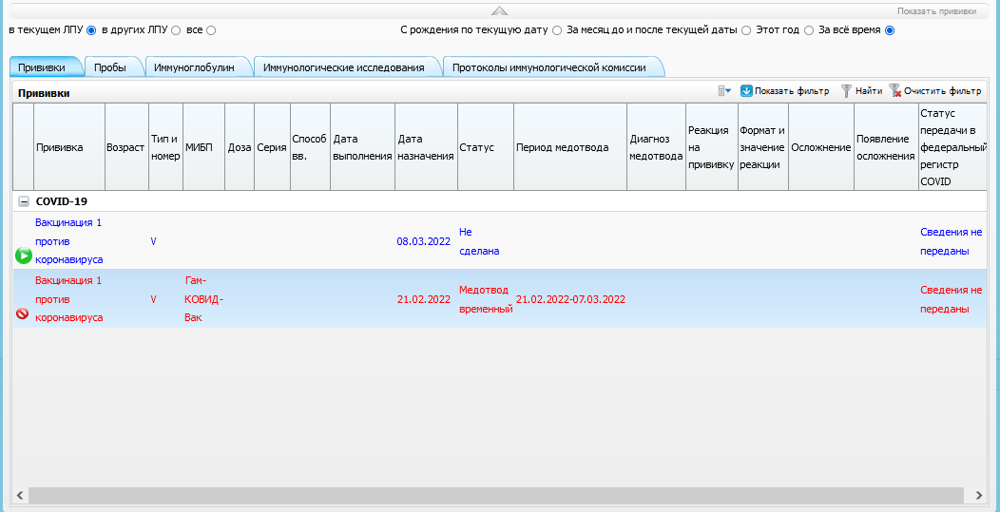 Показать прививки
в текущем ЛПУ в других ЛПУ все С рождения по текущую дату За месяц до и после текущей даты Этот год За всё время
Прививки Пробы Иммуноглобулин Иммунологические исследования Протоколы иммунологической комиссии
Прививки Показать фильтр Найти Очистить фильтр
Прививка
Возраст
Тип и
номер
МИБП
Доза
Серия
Способ
вв.
Дата
выполнения
Дата
назначения
Статус
Период медотвода
Диагноз
медотвода
Реакция
на
прививку
Формат и
значение
реакции
Осложнение
Появление
осложнения
Статус
передачи в
федеральный
регистр
COVID
COVID-19
Вакцинация 1
против
коронавируса
V
08.03.2022
Не
сделана
Сведения не
переданы
Вакцинация 1
против
коронавируса
V
Гам-
КОВИД-
Вак
21.02.2022
Медотвод
временный
21.02.2022-07.03.2022
Сведения не
переданы